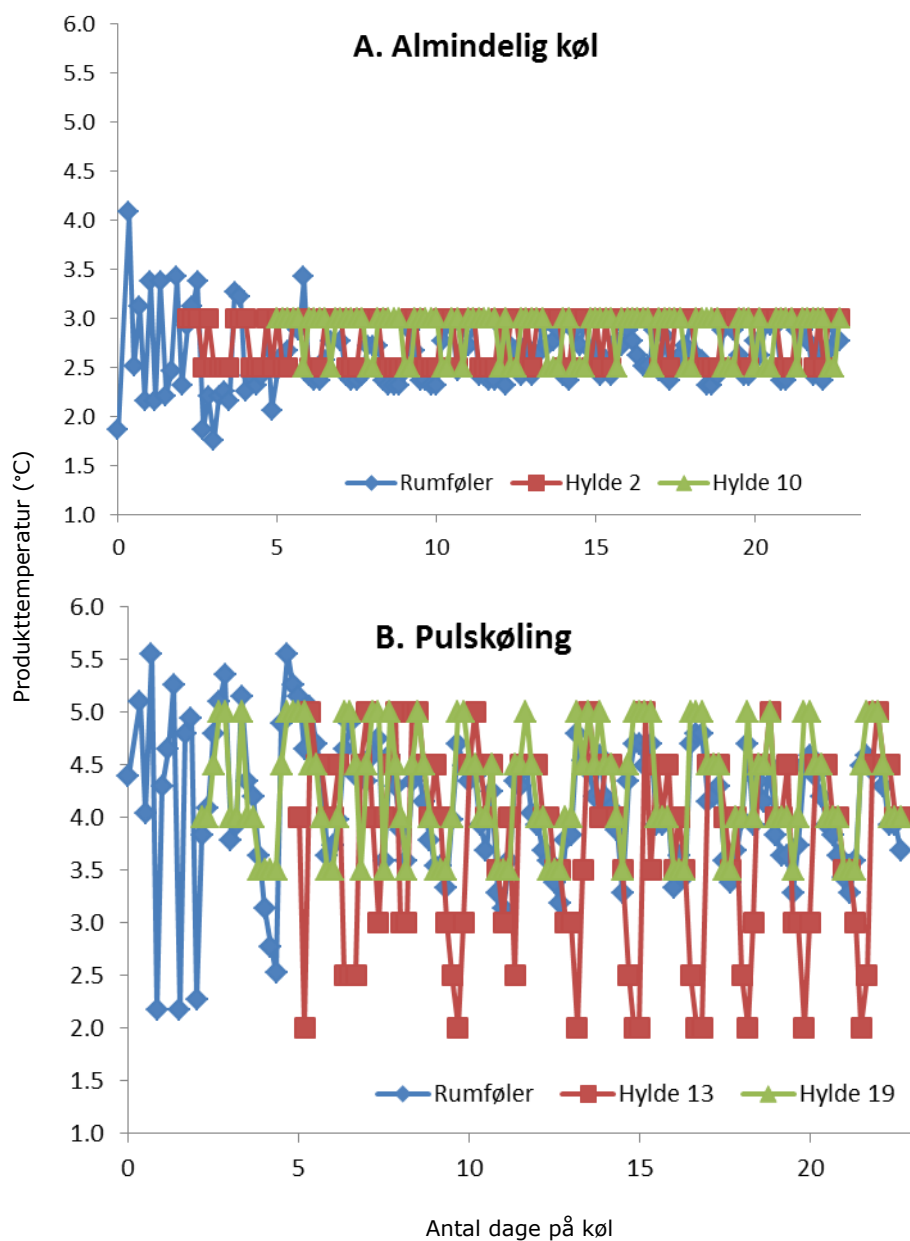 A. Almindelig køl
6.0
5.5
5.0
4.5
4.0
3.5
3.0
2.5
2.0
1.5
1.0
Rumføler Hylde 2 Hylde 10
0 5 10 15 20
Produkttemperatur (°C)
B. Pulskøling
6.0
5.5
5.0
4.5
4.0
3.5
3.0
2.5
2.0
1.5
1.0
Rumføler Hylde 13 Hylde 19
0 5 10 15 20
Antal dage på køl